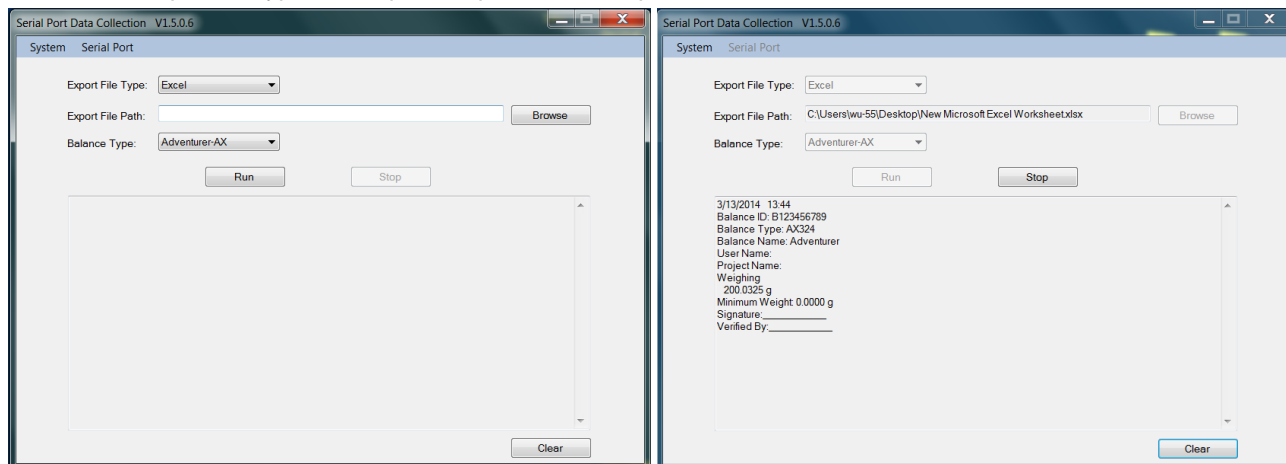 Serial Port Data Collection V1.5.0.6
System Serial Port
Export File Type: Excel
Export File Path: Browse
Balance Type: Adventurer-AX
Run Stop
Clear
Serial Port Data Collection V1.5.0.6
System Serial Port
Export File Type: Excel
Export File Path: C:\Users\wu-55\Desktop\New Microsoft Excel Worksheet.xlsx Browse
Balance Type: Adventurer-AX
Run Stop
3/13/2014 13:44
Balance ID: B123456789
Balance Type: AX324
Balance Name: Adventurer
User Name:
Project Name:
Weighing
200.0325 g
Minimum Weight: 0.0000 g
Signature:____________
Verified By:____________
Clear